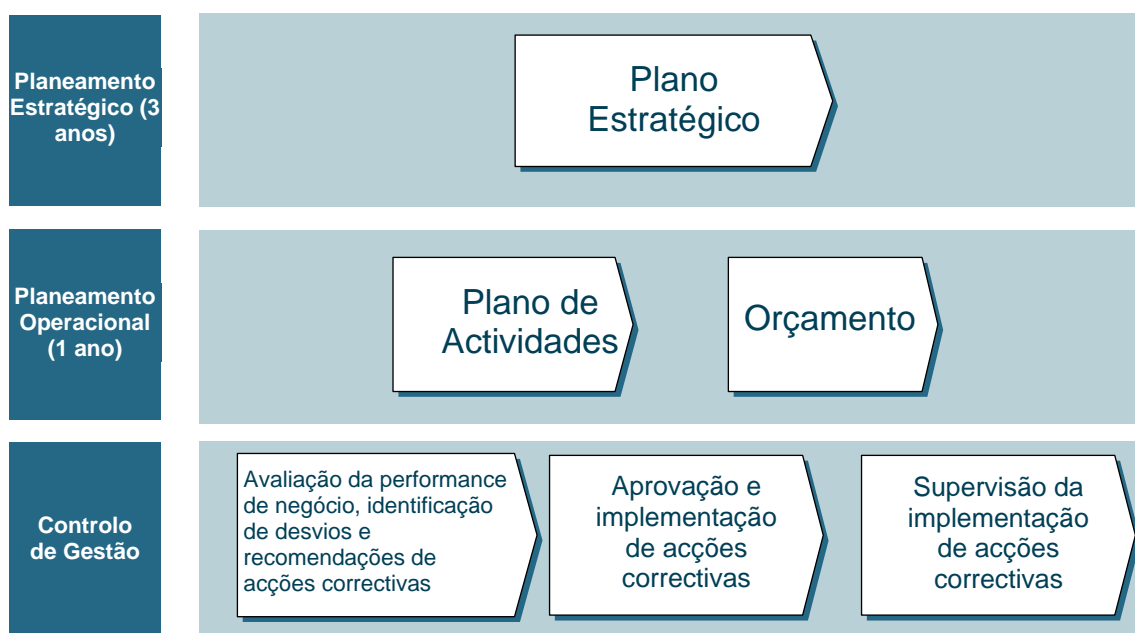 Planeamento
Estratégico (3
anos)
Plano
Estratégico
Planeamento
Operacional
(1 ano)
Plano de
Actividades
Orçamento
Controlo
de Gestão
Avaliação da performance
de negócio, identificação
de desvios e
recomendações de
acções correctivas
Aprovação e
implementação
de acções
correctivas
Supervisão da
implementação
de acções
correctivas